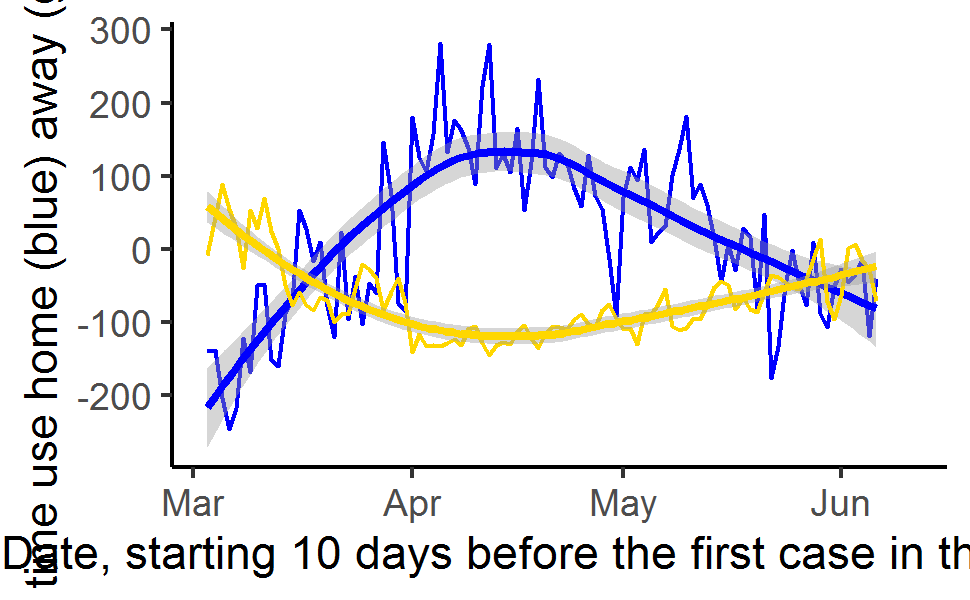 time use home (blue) away (g
300
200
100
0
-100
-200
Mar Apr May Jun
Date, starting 10 days before the first case in th